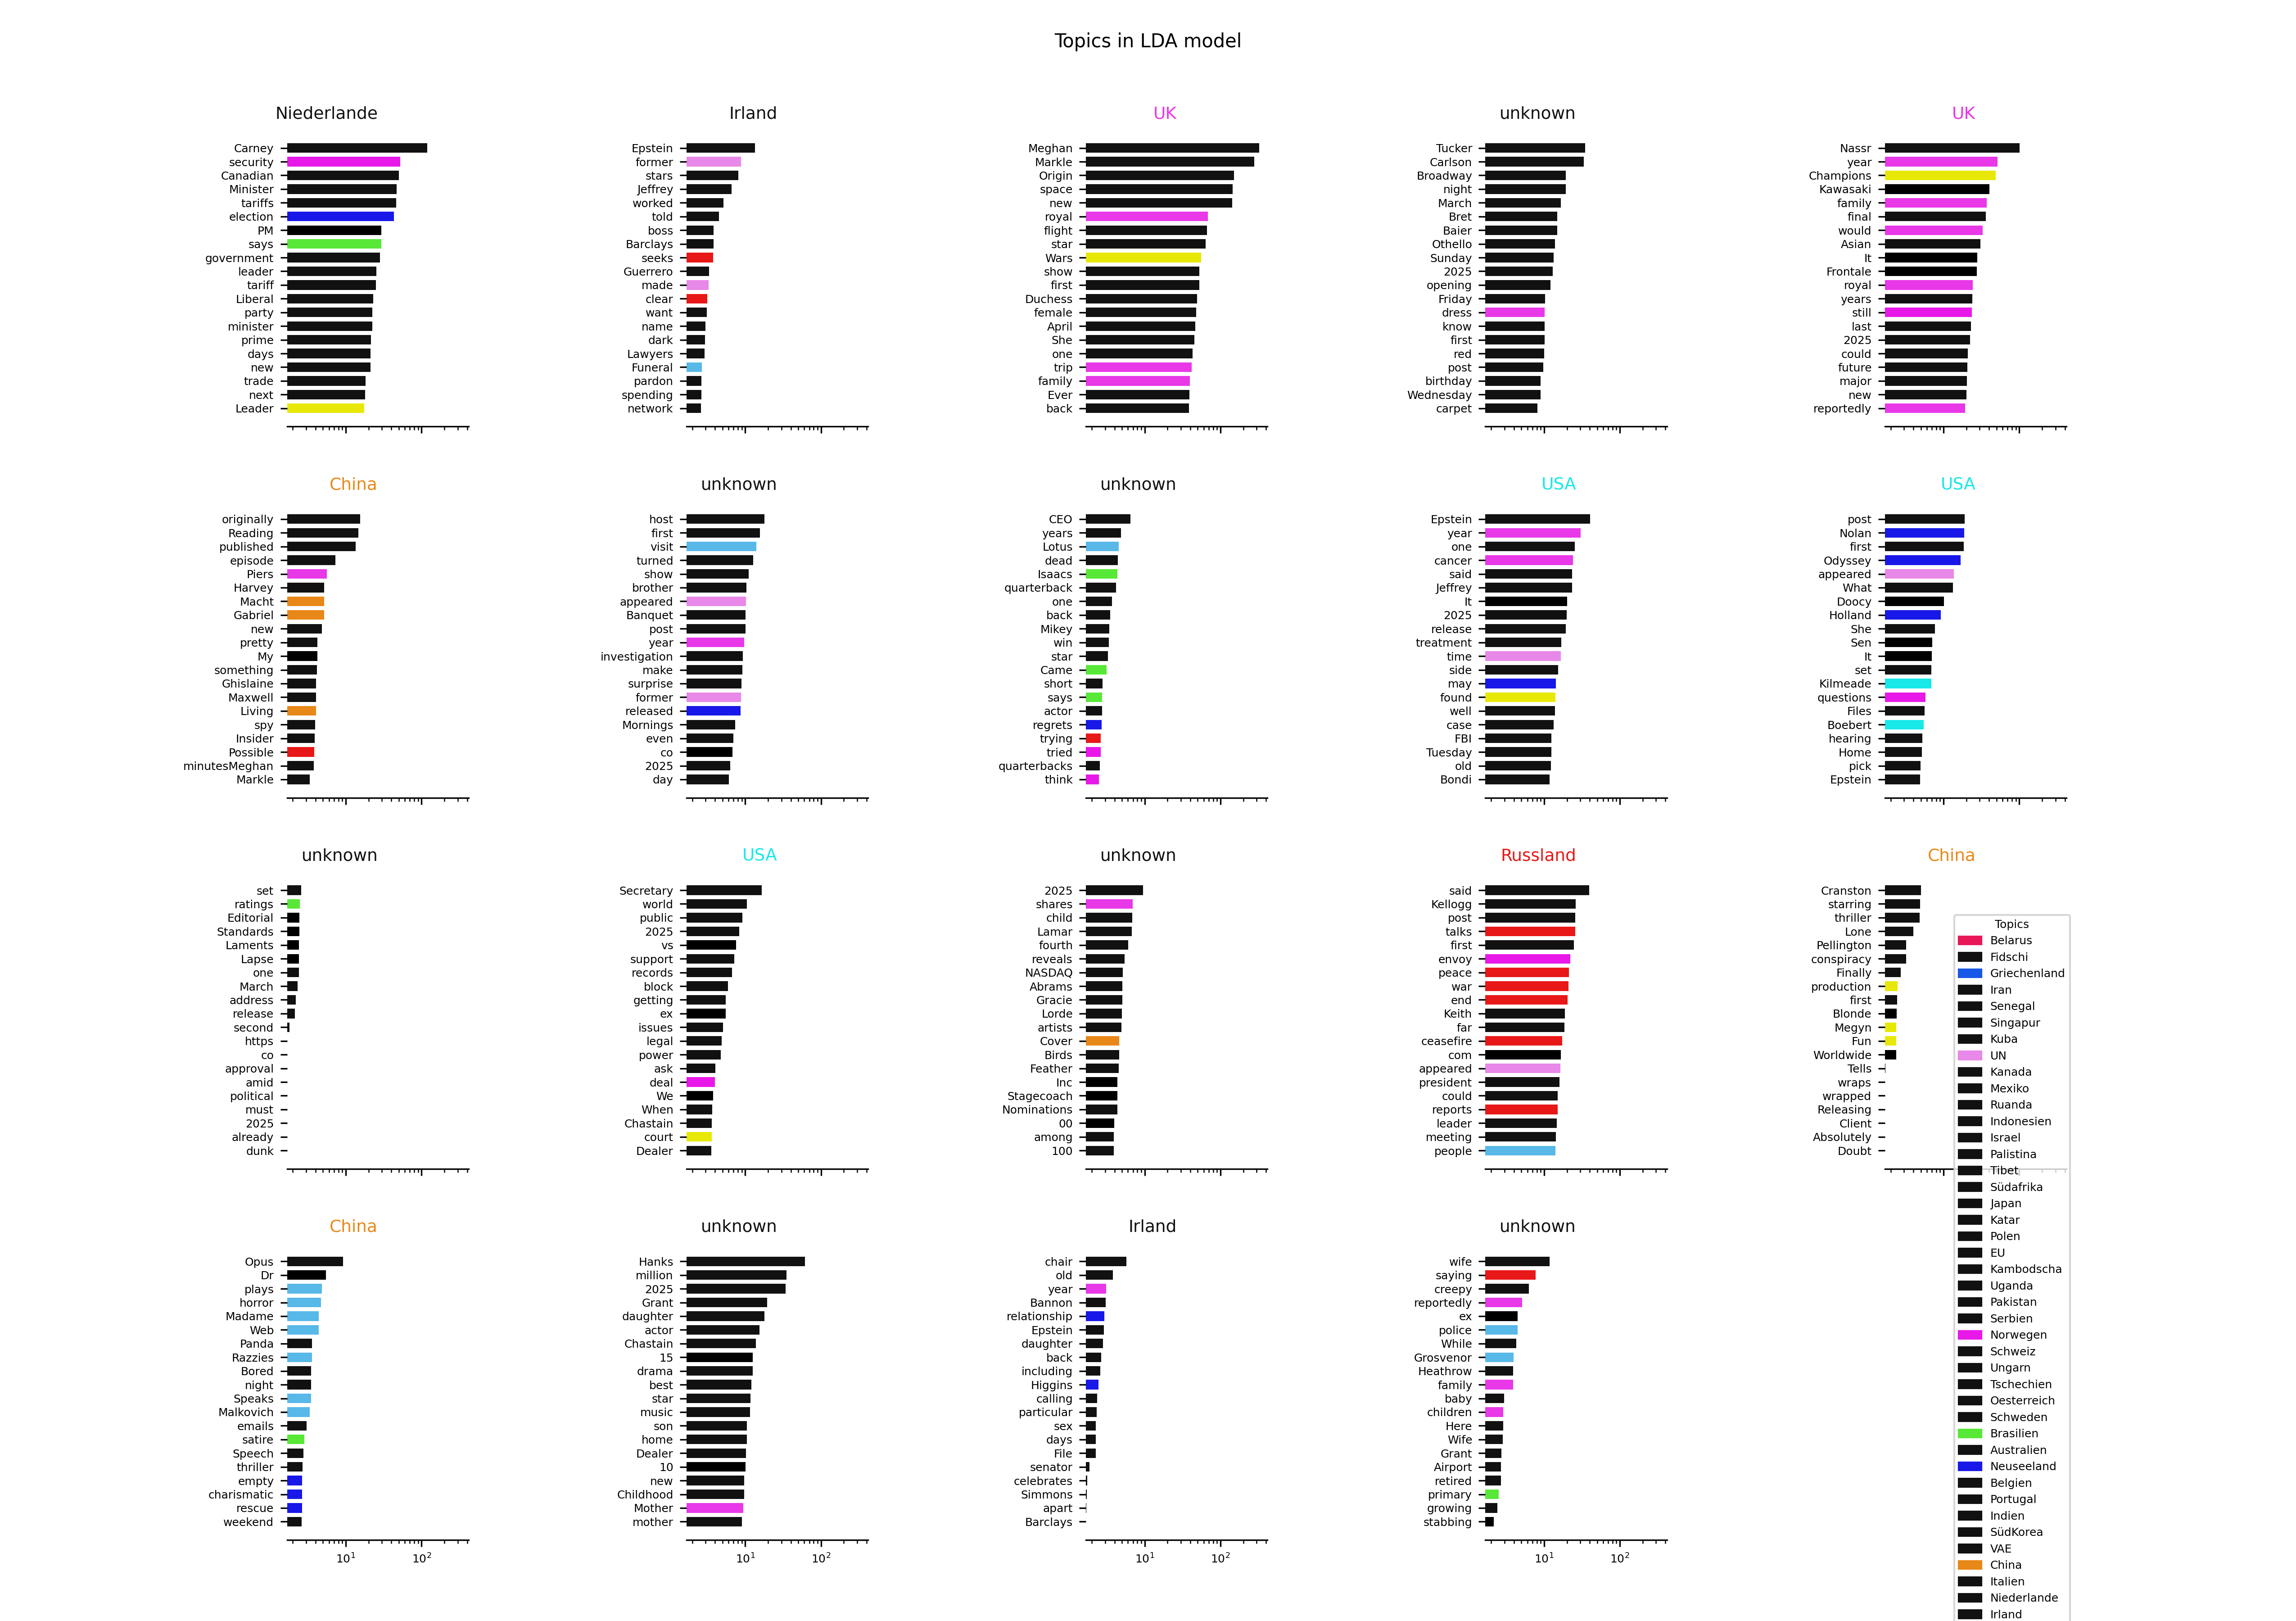 Topics in LDA model
Niederlande
Carney
security
Canadian
Minister
tariffs
election
PM
says
government
leader
tariff
Liberal
party
minister
prime
days
new
trade
next
Leader
Irland
Epstein
former
stars
Jeffrey
worked
told
boss
Barclays
seeks
Guerrero
made
clear
want
name
dark
Lawyers
Funeral
pardon
spending
network
UK
Meghan
Markle
Origin
space
new
royal
flight
star
Wars
show
first
Duchess
female
April
She
one
trip
family
Ever
back
unknown
Tucker
Carlson
Broadway
night
March
Bret
Baier
Othello
Sunday
2025
opening
Friday
dress
know
first
red
post
birthday
Wednesday
carpet
UK
Nassr
year
Champions
Kawasaki
family
final
would
Asian
It
Frontale
royal
years
still
last
2025
could
future
major
new
reportedly
China
originally
Reading
published
episode
Piers
Harvey
Macht
Gabriel
new
pretty
My
something
Ghislaine
Maxwell
Living
spy
Insider
Possible
minutesMeghan
Markle
unknown
host
first
visit
turned
show
brother
appeared
Banquet
post
year
investigation
make
surprise
former
released
Mornings
even
co
2025
day
unknown
CEO
years
Lotus
dead
Isaacs
quarterback
one
back
Mikey
win
star
Came
short
says
actor
regrets
trying
tried
quarterbacks
think
USA
Epstein
year
one
cancer
said
Jeffrey
It
2025
release
treatment
time
side
may
found
well
case
FBI
Tuesday
old
Bondi
USA
post
Nolan
first
Odyssey
appeared
What
Doocy
Holland
She
Sen
It
set
Kilmeade
questions
Files
Boebert
hearing
Home
pick
Epstein
unknown
set
ratings
Editorial
Standards
Laments
Lapse
one
March
address
release
second
https
co
approval
amid
political
must
2025
already
dunk
USA
Secretary
world
public
2025
vs
support
records
block
getting
ex
issues
legal
power
ask
deal
We
When
Chastain
court
Dealer
unknown
2025
shares
child
Lamar
fourth
reveals
NASDAQ
Abrams
Gracie
Lorde
artists
Cover
Birds
Feather
Inc
Stagecoach
Nominations
00
among
100
Russland
said
Kellogg
post
talks
first
envoy
peace
war
end
Keith
far
ceasefire
com
appeared
president
could
reports
leader
meeting
people
China
Cranston
starring
thriller
Lone
Pellington
conspiracy
Finally
production
first
Blonde
Megyn
Fun
Worldwide
Tells
wraps
wrapped
Releasing
Client
Absolutely
Doubt
China
Opus
Dr
plays
horror
Madame
Web
Panda
Razzies
Bored
night
Speaks
Malkovich
emails
satire
Speech
thriller
empty
charismatic
rescue
weekend
10¹ 10²
unknown
Hanks
million
2025
Grant
daughter
actor
Chastain
15
drama
best
star
music
son
home
Dealer
10
new
Childhood
Mother
mother
10¹ 10²
Irland
chair
old
year
Bannon
relationship
Epstein
daughter
back
including
Higgins
calling
particular
sex
days
File
senator
celebrates
Simmons
apart
Barclays
10¹ 10²
unknown
wife
saying
creepy
reportedly
ex
police
While
Grosvenor
Heathrow
family
baby
children
Here
Wife
Grant
Airport
retired
primary
growing
stabbing
10¹ 10²
Topics
Belarus
Fidschi
Griechenland
Iran
Senegal
Singapur
Kuba
UN
Kanada
Mexiko
Ruanda
Indonesien
Israel
Palistina
Tibet
Südafrika
Japan
Katar
Polen
EU
Kambodscha
Uganda
Pakistan
Serbien
Norwegen
Schweiz
Ungarn
Tschechien
Oesterreich
Schweden
Brasilien
Australien
Neuseeland
Belgien
Portugal
Indien
SüdKorea
VAE
China
Italien
Niederlande
Irland